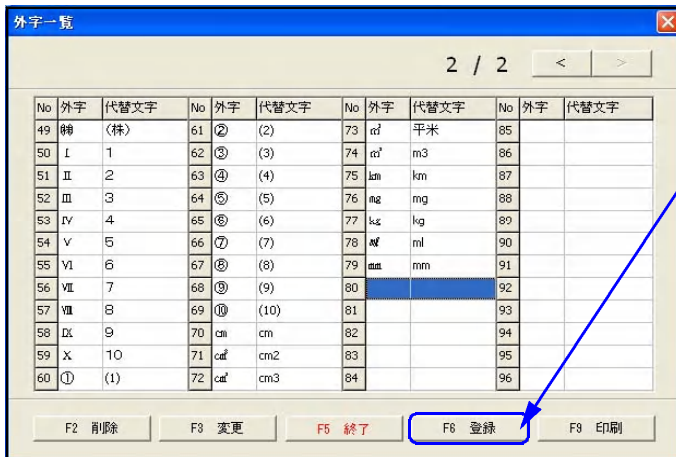 外字一覧
2 / 2 < >
No 外字 代替文字 No 外字 代替文字 No 外字 代替文字 No 外字 代替文字
49 ㈱ (株) 61 ② (2) 73 ㎡ 平米 85
50 Ⅰ 1 62 ③ (3) 74 ㎥ m3 86
51 Ⅱ 2 63 ④ (4) 75 ㎞ km 87
52 Ⅲ 3 64 ⑤ (5) 76 ㎎ mg 88
53 Ⅳ 4 65 ⑥ (6) 77 ㎏ kg 89
54 Ⅴ 5 66 ⑦ (7) 78 ㎖ ml 90
55 Ⅵ 6 67 ⑧ (8) 79 ㎜ mm 91
56 Ⅶ 7 68 ⑨ (9) 80 92
57 Ⅷ 8 69 ⑩ (10) 81 93
58 Ⅸ 9 70 ㎝ cm 82 94
59 Ⅹ 10 71 ㎠ cm2 83 95
60 ① (1) 72 ㎤ cm3 84 96
F2 削除 F3 変更 F5 終了 F6 登録 F9 印刷